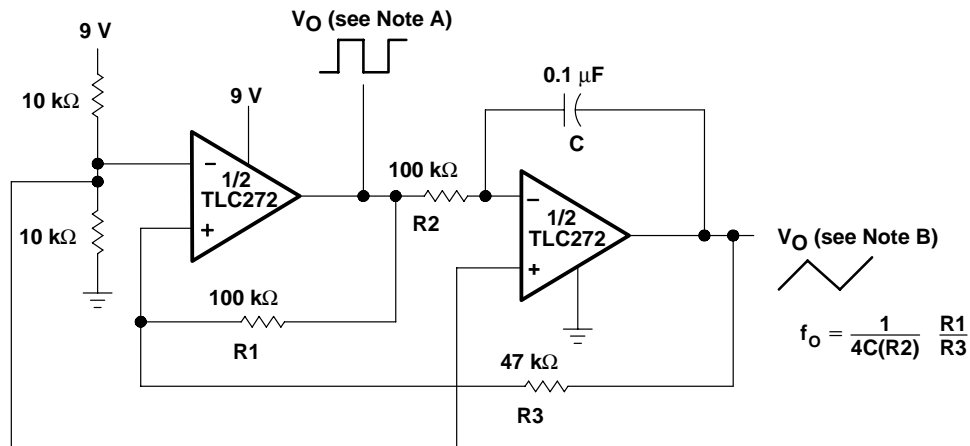 VO (see Note A)
9 V
10 kΩ
10 kΩ
9 V
−
1/2
TLC272
+
100 kΩ
R2
0.1 μF
C
−
1/2
TLC272
+
VO (see Note B)
100 kΩ
R1
47 kΩ
R3
fO = 1/4C(R2) R1/R3